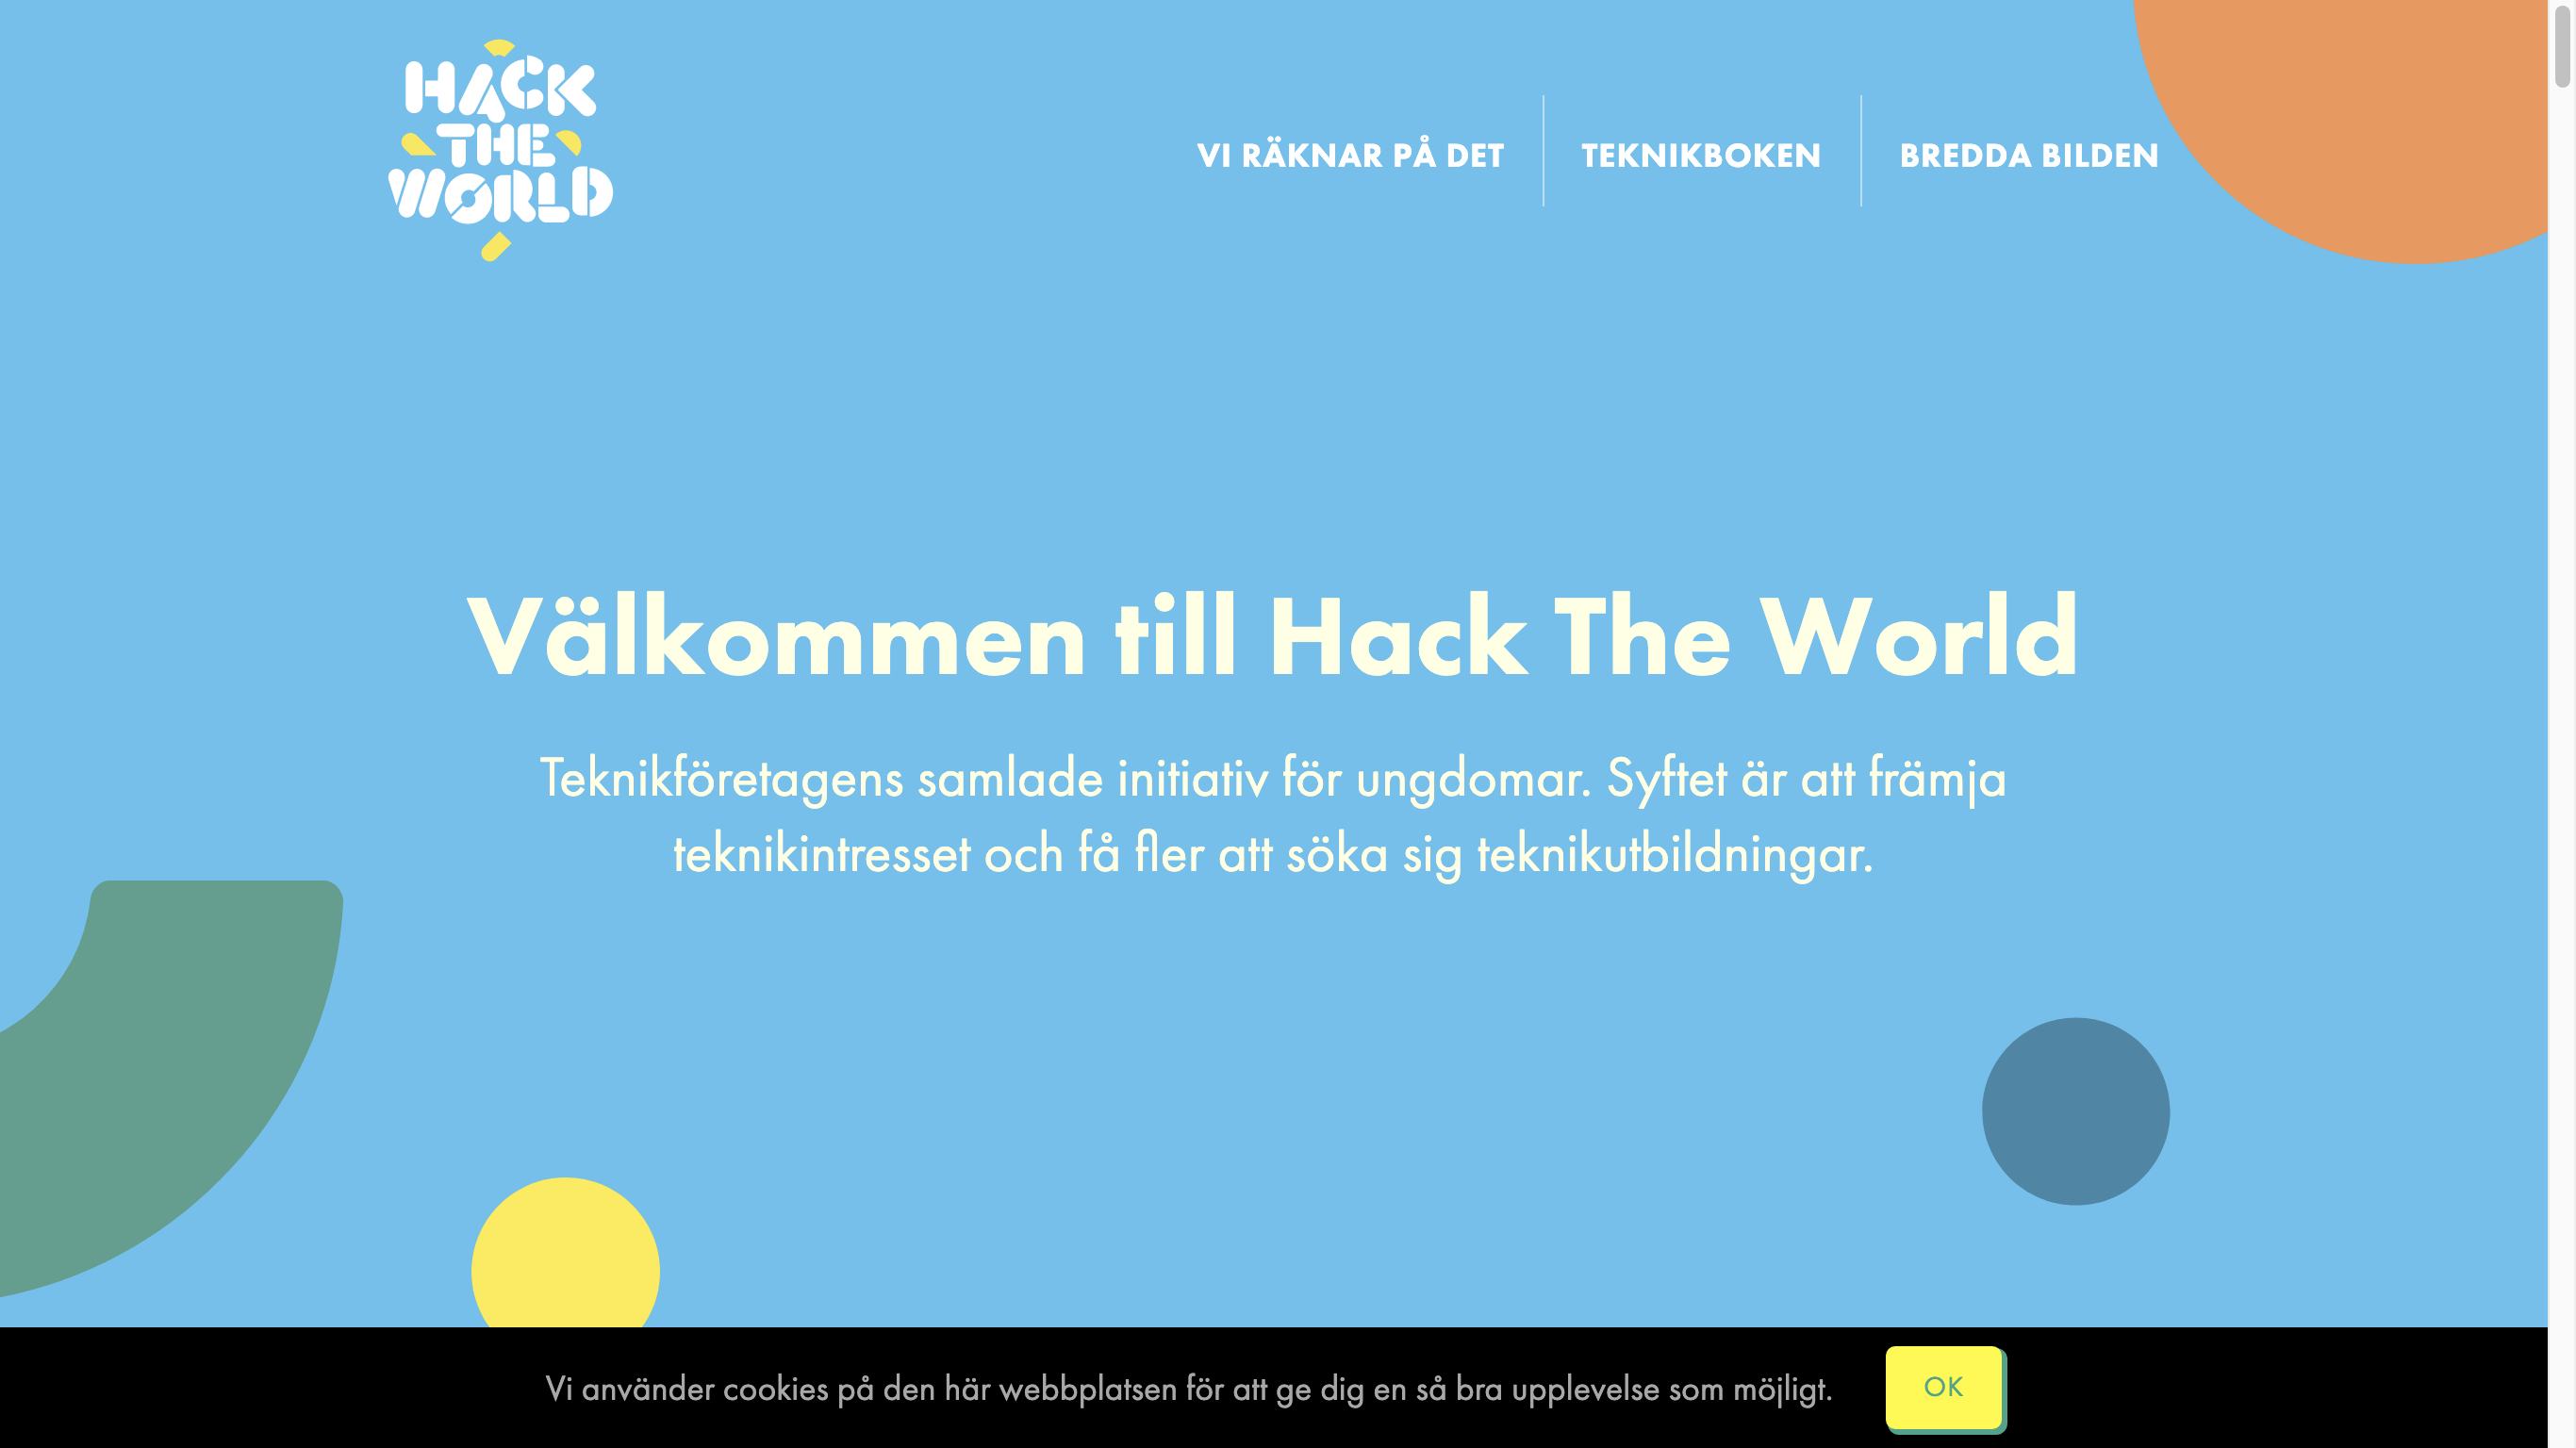 HACK
THE
WORLD
VI RÄKNAR PÅ DET
TEKNIKBOKEN
BREDDA BILDEN
Välkommen till Hack The World
Teknikföretagens samlade initiativ för ungdomar. Syftet är att främja
teknikintresset och få fler att söka sig teknikutbildningar.
Vi använder cookies på den här webbplatsen för att ge dig en så bra upplevelse som möjligt.
OK